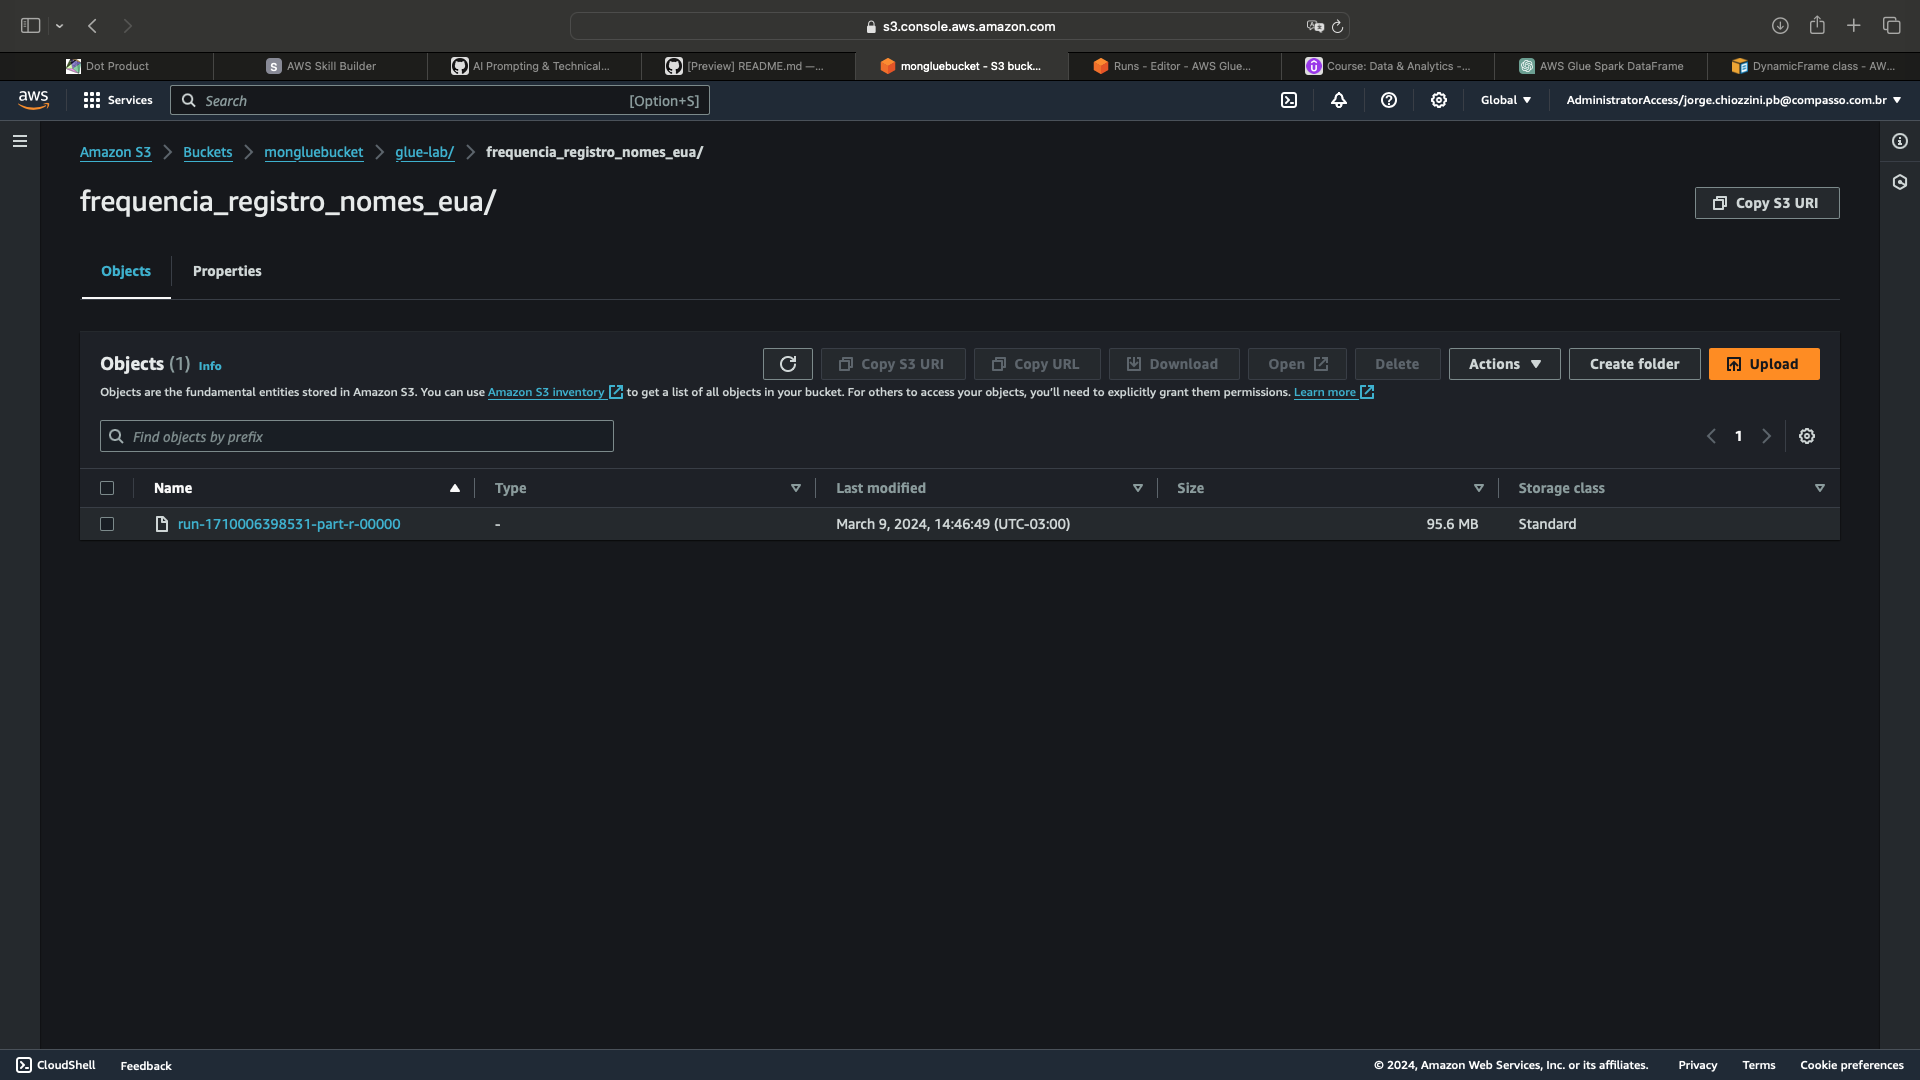 s3.console.aws.amazon.com
Dot Product
AWS Skill Builder
AI Prompting & Technical...
[Preview] README.md —...
mongluebucket - S3 buck...
Runs - Editor - AWS Glue...
Course: Data & Analytics -...
AWS Glue Spark DataFrame
DynamicFrame class - AW...
aws
Services
Search
[Option+S]
Global
AdministratorAccess/jorge.chiozzini.pb@compasso.com.br
Amazon S3
Buckets
mongluebucket
glue-lab/
frequencia_registro_nomes_eua/
frequencia_registro_nomes_eua/
Copy S3 URI
Objects
Properties
Objects (1) Info
Copy S3 URI
Copy URL
Download
Open
Delete
Actions
Create folder
Upload
Objects are the fundamental entities stored in Amazon S3. You can use Amazon S3 inventory to get a list of all objects in your bucket. For others to access your objects, you'll need to explicitly grant them permissions. Learn more
Find objects by prefix
1
Name
Type
Last modified
Size
Storage class
run-1710006398531-part-r-00000
-
March 9, 2024, 14:46:49 (UTC-03:00)
95.6 MB
Standard
CloudShell
Feedback
© 2024, Amazon Web Services, Inc. or its affiliates.
Privacy
Terms
Cookie preferences